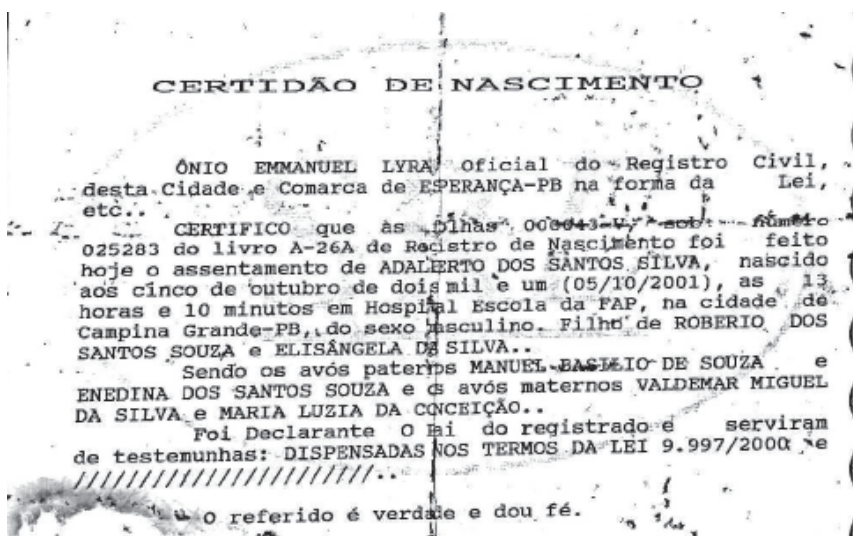 CERTIDÃO DE NASCIMENTO
ÔNIO EMMANUEL LYRA Oficial do Registro Civil,
desta Cidade e Comarca de ESPERANÇA-PB na forma da Lei,
etc..
CERTIFICO que às folhas 000043-V, sob número
025283 do livro A-26A de Registro de Nascimento foi feito
hoje o assentamento de ADALBERTO DOS SANTOS SILVA, nascido
aos cinco de outubro de dois mil e um (05/10/2001), as 13
horas e 10 minutos em Hospital Escola da FAP, na cidade de
Campina Grande-PB, do sexo masculino. Filho de ROBERIO DOS
SANTOS SOUZA e ELISÂNGELA DA SILVA..
Sendo os avós paternos MANUEL BASILIO DE SOUZA e
ENEDINA DOS SANTOS SOUZA e os avós maternos VALDEMAR MIGUEL
DA SILVA e MARIA LUZIA DA CONCEIÇÃO..
Foi Declarante O Pai do registrado e serviram
de testemunhas: DISPENSADAS NOS TERMOS DA LEI 9.997/2000 e
///////////////////////..
O referido é verdade e dou fé.